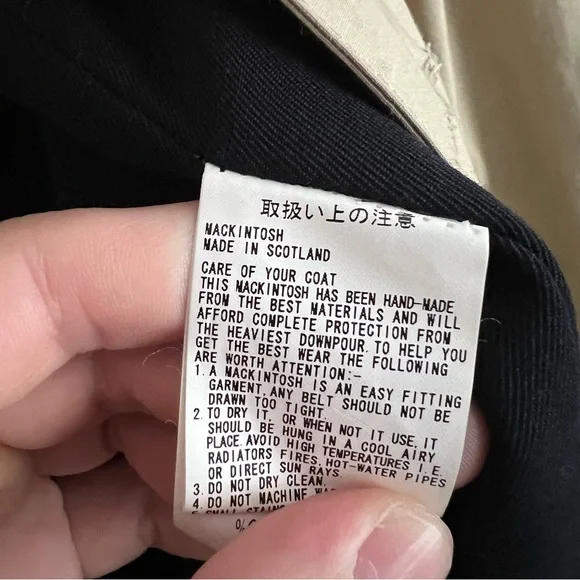 取扱い上の注意
MACKINTOSH
MADE IN SCOTLAND
CARE OF YOUR COAT
THIS MACKINTOSH HAS BEEN HAND-MADE
FROM THE BEST MATERIALS AND WILL
AFFORD COMPLETE PROTECTION FROM
THE HEAVIEST DOWNPOUR. TO HELP YOU
GET THE BEST WEAR THE FOLLOWING
ARE WORTH ATTENTION:-
1. A MACKINTOSH IS AN EASY FITTING
GARMENT. ANY BELT SHOULD NOT BE
DRAWN TOO TIGHT.
2. TO DRY IT, OR WHEN NOT IT USE, IT
SHOULD BE HUNG IN A COOL AIRY
PLACE. AVOID HIGH TEMPERATURES I.E.
RADIATORS FIRES, HOT-WATER PIPES
OR DIRECT SUN RAYS.
3. DO NOT DRY CLEAN.
4. DO NOT MACHINE
SMALL